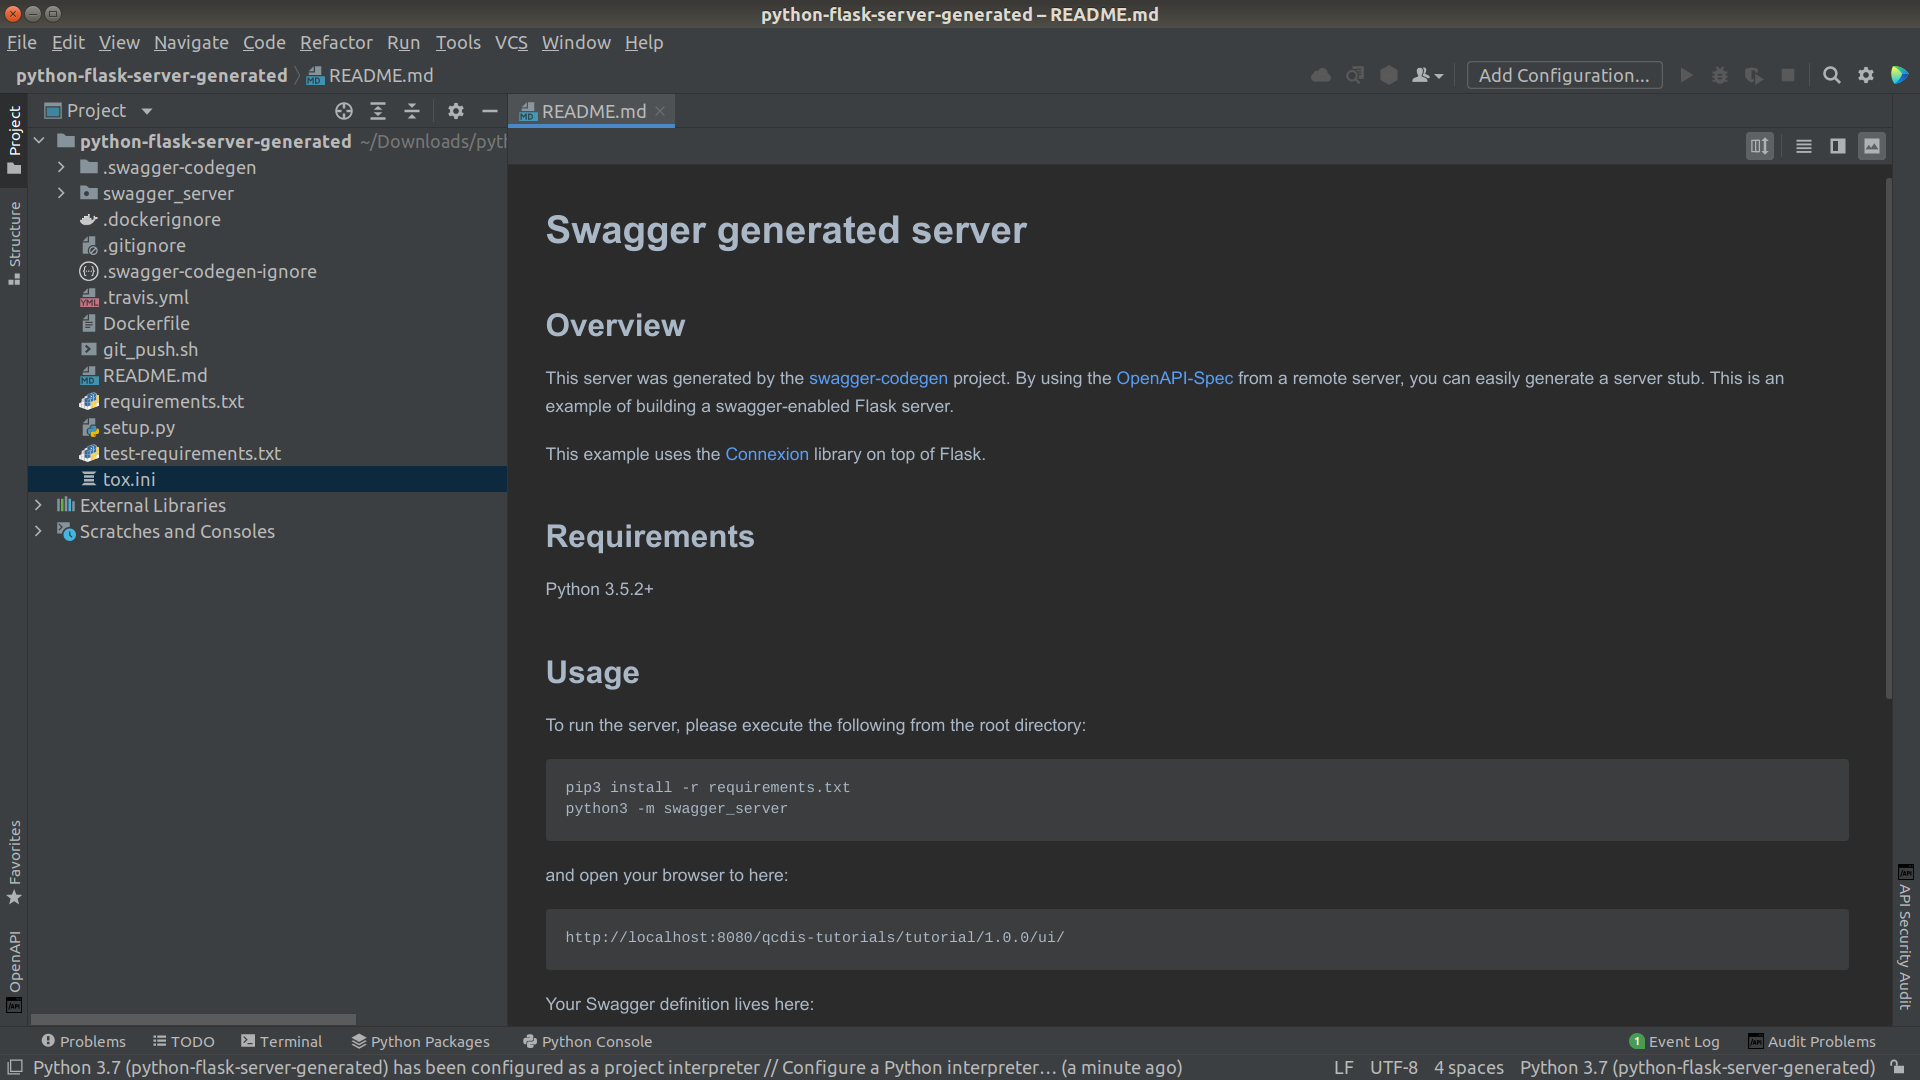 python-flask-server-generated – README.md
File Edit View Navigate Code Refactor Run Tools VCS Window Help
python-flask-server-generated README.md Add Configuration...
Project README.md
Project
Structure
Favorites
OpenAPI
python-flask-server-generated ~/Downloads/pyth
.swagger-codegen
swagger_server
.dockerignore
.gitignore
.swagger-codegen-ignore
.travis.yml
Dockerfile
git_push.sh
README.md
requirements.txt
setup.py
test-requirements.txt
tox.ini
External Libraries
Scratches and Consoles
Swagger generated server
Overview
This server was generated by the swagger-codegen project. By using the OpenAPI-Spec from a remote server, you can easily generate a server stub. This is an
example of building a swagger-enabled Flask server.
This example uses the Connexion library on top of Flask.
Requirements
Python 3.5.2+
Usage
To run the server, please execute the following from the root directory:
pip3 install -r requirements.txt
python3 -m swagger_server
and open your browser to here:
http://localhost:8080/qcdis-tutorials/tutorial/1.0.0/ui/
Your Swagger definition lives here:
API Security Audit
Problems TODO Terminal Python Packages Python Console 1 Event Log Audit Problems
Python 3.7 (python-flask-server-generated) has been configured as a project interpreter // Configure a Python interpreter... (a minute ago) LF UTF-8 4 spaces Python 3.7 (python-flask-server-generated)